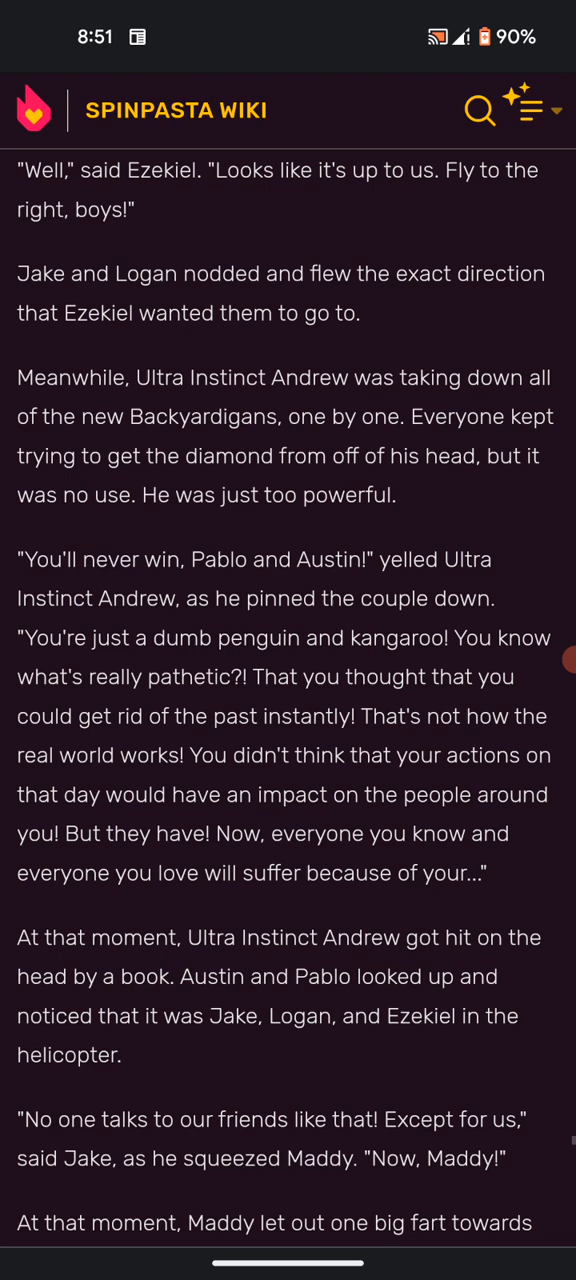 8:51
90%
SPINPASTA WIKI
"Well," said Ezekiel. "Looks like it's up to us. Fly to the
right, boys!"
Jake and Logan nodded and flew the exact direction
that Ezekiel wanted them to go to.
Meanwhile, Ultra Instinct Andrew was taking down all
of the new Backyardigans, one by one. Everyone kept
trying to get the diamond from off of his head, but it
was no use. He was just too powerful.
"You'll never win, Pablo and Austin!" yelled Ultra
Instinct Andrew, as he pinned the couple down.
"You're just a dumb penguin and kangaroo! You know
what's really pathetic?! That you thought that you
could get rid of the past instantly! That's not how the
real world works! You didn't think that your actions on
that day would have an impact on the people around
you! But they have! Now, everyone you know and
everyone you love will suffer because of your..."
At that moment, Ultra Instinct Andrew got hit on the
head by a book. Austin and Pablo looked up and
noticed that it was Jake, Logan, and Ezekiel in the
helicopter.
"No one talks to our friends like that! Except for us,"
said Jake, as he squeezed Maddy. "Now, Maddy!"
At that moment, Maddy let out one big fart towards